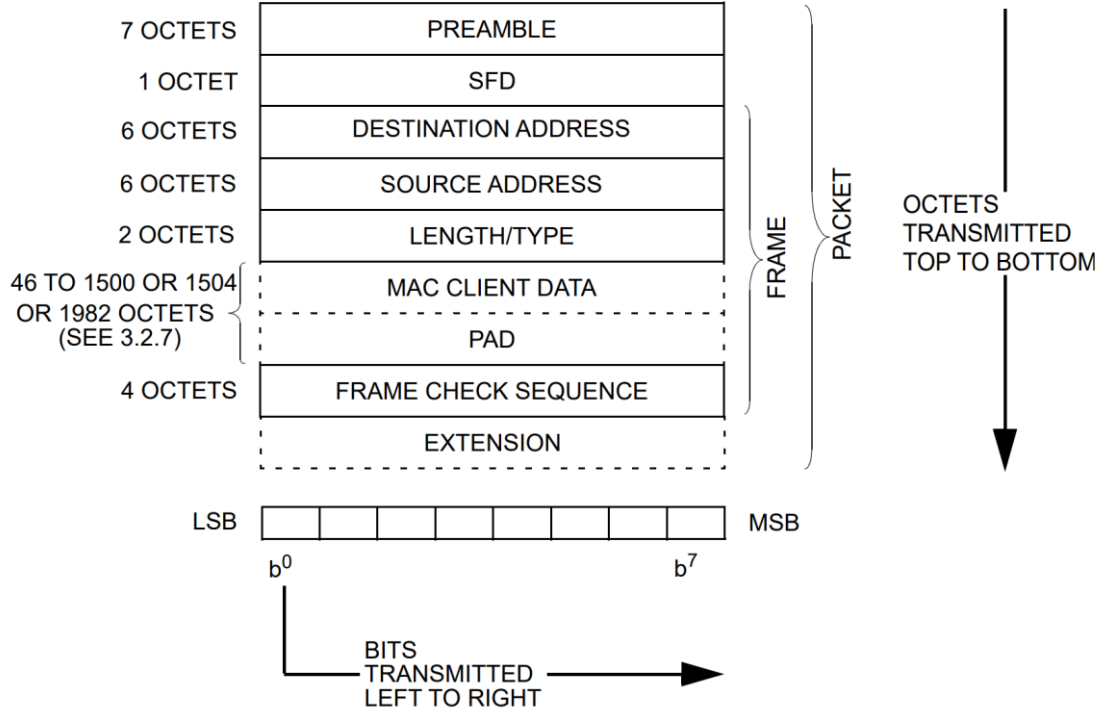 7 OCTETS PREAMBLE
1 OCTET SFD
6 OCTETS DESTINATION ADDRESS
6 OCTETS SOURCE ADDRESS
2 OCTETS LENGTH/TYPE
46 TO 1500 OR 1504
OR 1982 OCTETS
(SEE 3.2.7)
MAC CLIENT DATA
PAD
4 OCTETS FRAME CHECK SEQUENCE
EXTENSION
FRAME
PACKET
OCTETS
TRANSMITTED
TOP TO BOTTOM
LSB MSB
b⁰ b⁷
BITS
TRANSMITTED
LEFT TO RIGHT